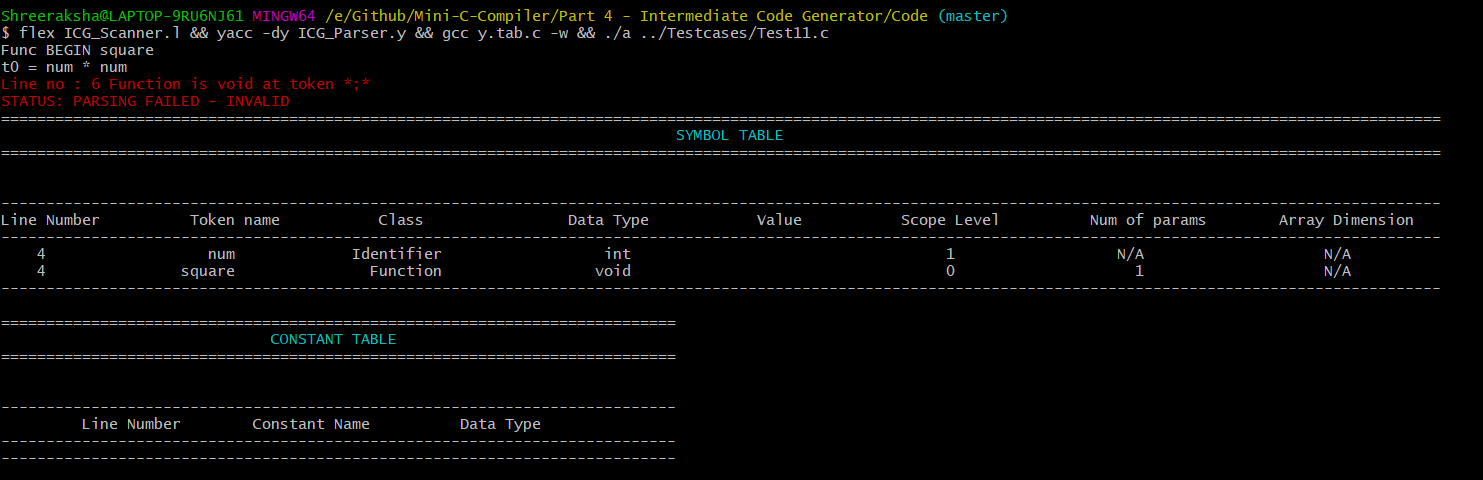 Shreeraksha@LAPTOP-9RU6NJ61 MINGW64 /e/Github/Mini-C-Compiler/Part 4 - Intermediate Code Generator/Code (master)
$ flex ICG_Scanner.l && yacc -dy ICG_Parser.y && gcc y.tab.c -w && ./a ../Testcases/Test11.c
Func BEGIN square
t0 = num * num
Line no : 6 Function is void at token *;*
STATUS: PARSING FAILED - INVALID
================================================================================================================================================================
SYMBOL TABLE
================================================================================================================================================================
----------------------------------------------------------------------------------------------------------------------------------------------------------------
Line Number Token name Class Data Type Value Scope Level Num of params Array Dimension
----------------------------------------------------------------------------------------------------------------------------------------------------------------
4 num Identifier int 1 N/A N/A
4 square Function void 0 1 N/A
----------------------------------------------------------------------------------------------------------------------------------------------------------------
===========================================================================
CONSTANT TABLE
===========================================================================
---------------------------------------------------------------------------
Line Number Constant Name Data Type
---------------------------------------------------------------------------
---------------------------------------------------------------------------